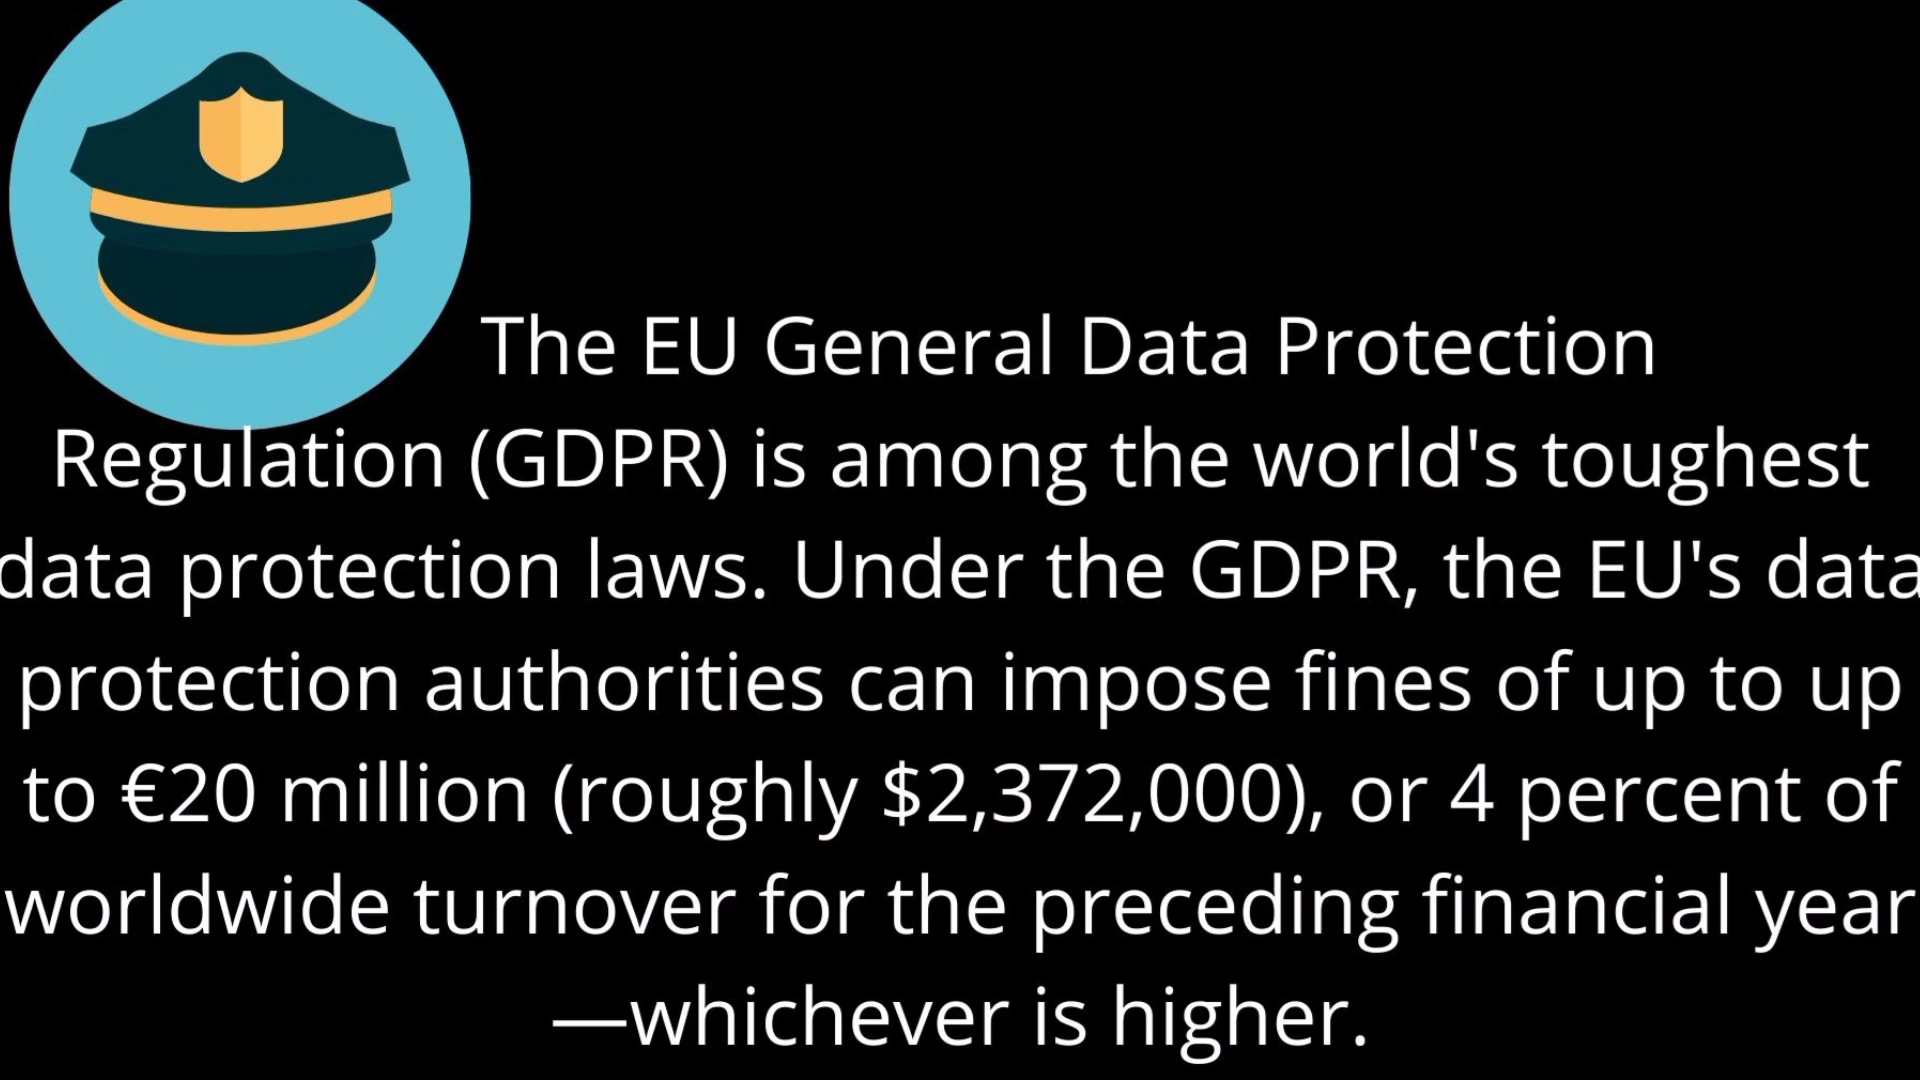 The EU General Data Protection
Regulation (GDPR) is among the world's toughest
data protection laws. Under the GDPR, the EU's data
protection authorities can impose fines of up to up
to €20 million (roughly $2,372,000), or 4 percent of
worldwide turnover for the preceding financial year
—whichever is higher.